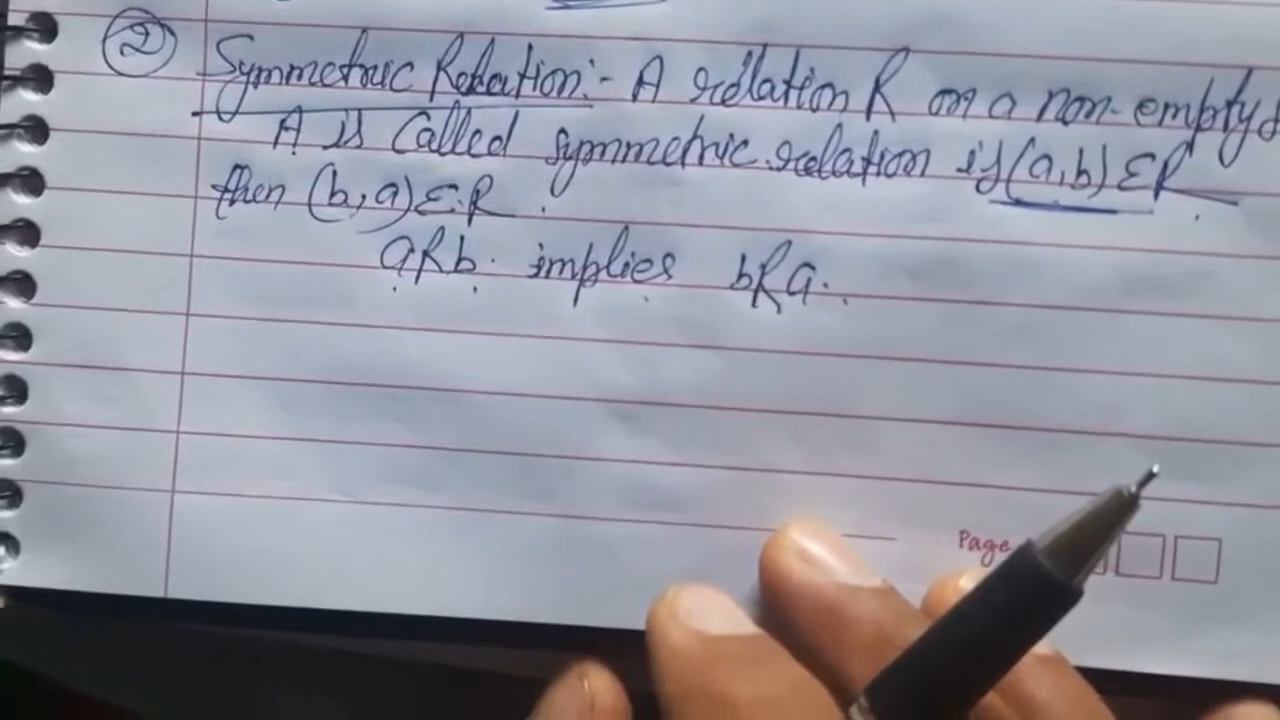 ② Symmetric Relation:- A relation R on a non-empty
A is called symmetric relation if (a,b) ∈ R
then (b,a) ∈ R.
aRb. implies bRa.
Page